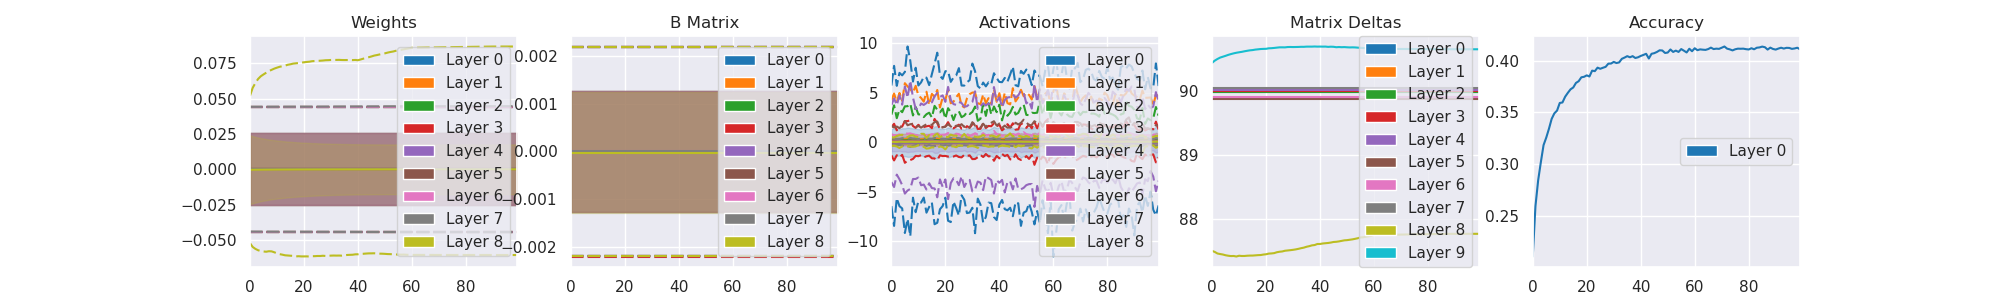 Weights
0.075
0.050
0.025
0.000
−0.025
−0.050
0 20 40 60 80
Layer 0
Layer 1
Layer 2
Layer 3
Layer 4
Layer 5
Layer 6
Layer 7
Layer 8
B Matrix
0.002
0.001
0.000
−0.001
−0.002
0 20 40 60 80
Layer 0
Layer 1
Layer 2
Layer 3
Layer 4
Layer 5
Layer 6
Layer 7
Layer 8
Activations
10
5
0
−5
−10
0 20 40 60 80
Layer 0
Layer 1
Layer 2
Layer 3
Layer 4
Layer 5
Layer 6
Layer 7
Layer 8
Matrix Deltas
90
89
88
0 20 40 60 80
Layer 0
Layer 1
Layer 2
Layer 3
Layer 4
Layer 5
Layer 6
Layer 7
Layer 8
Layer 9
Accuracy
0.40
0.35
0.30
0.25
0 20 40 60 80
Layer 0